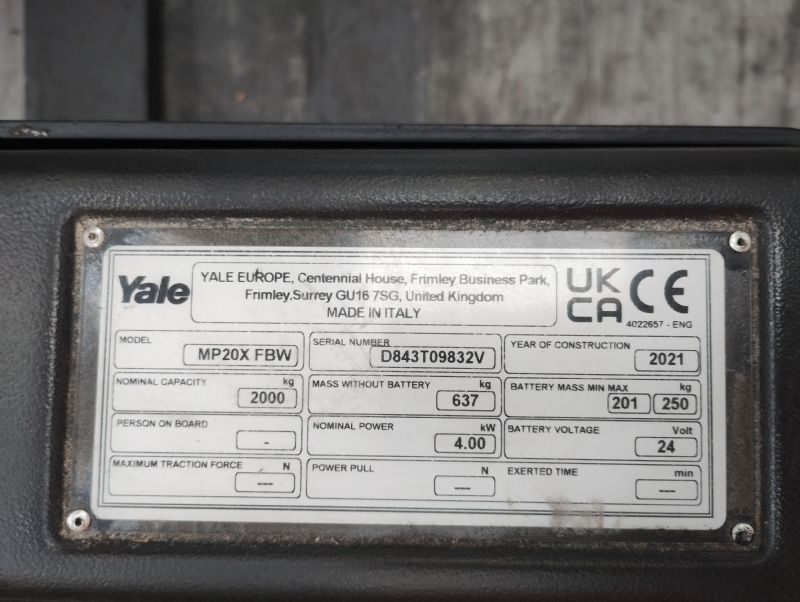 Yale
YALE EUROPE, Centennial House, Frimley Business Park,
Frimley.Surrey GU16 7SG, United Kingdom
MADE IN ITALY
UK
CA CE
4022657 - ENG
MODEL
MP20X FBW
SERIAL NUMBER
D843T09832V
YEAR OF CONSTRUCTION
2021
NOMINAL CAPACITY kg
2000
MASS WITHOUT BATTERY kg
637
BATTERY MASS MIN MAX kg
201 250
PERSON ON BOARD
-
NOMINAL POWER kW
4.00
BATTERY VOLTAGE Volt
24
MAXIMUM TRACTION FORCE N
---
POWER PULL N
---
EXERTED TIME min
---